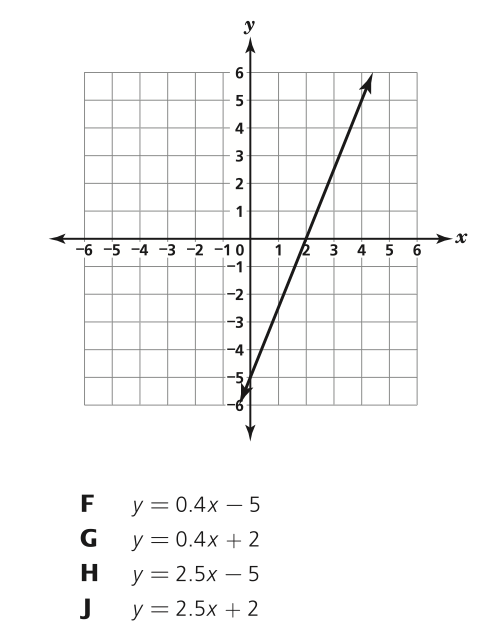 y
6
5
4
3
2
1
−6 −5 −4 −3 −2 −1 0 1 2 3 4 5 6 x
−1
−2
−3
−4
−5
−6
F y = 0.4x − 5
G y = 0.4x + 2
H y = 2.5x − 5
J y = 2.5x + 2